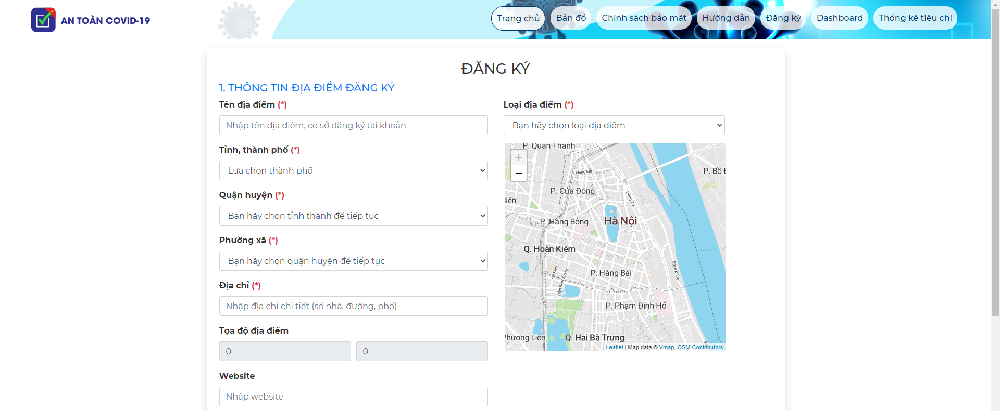 AN TOÀN COVID-19
Trang chủ
Bản đồ
Chính sách bảo mật
Hướng dẫn
Đăng ký
Dashboard
Thống kê tiêu chí
ĐĂNG KÝ
1. THÔNG TIN ĐỊA ĐIỂM ĐĂNG KÝ
Tên địa điểm (*)
Nhập tên địa điểm, cơ sở đăng ký tài khoản
Loại địa điểm (*)
Bạn hãy chọn loại địa điểm
Tỉnh, thành phố (*)
Lựa chọn thành phố
Quận huyện (*)
Bạn hãy chọn tỉnh thành để tiếp tục
Phường xã (*)
Bạn hãy chọn quận huyện để tiếp tục
Địa chỉ (*)
Nhập địa chỉ chi tiết (số nhà, đường, phố)
Tọa độ địa điểm
0
0
Website
Nhập website
P. Quan Thanh
+
−
Hàng Mã
P. Bồ Đ
P. Cửa Đông
Hàng Tre
Biên
P. Hàng Bông
Hà Nội
Q. Hoàn Kiếm
Yết Kiêu
P. Hàng Bài
Bạch Đằng
Trần Bình Trọng
P. Phạm Đình Hổ
Phương Liên
Q. Hai Bà Trưng
Leaflet | Map data © Vmap, OSM Contributors